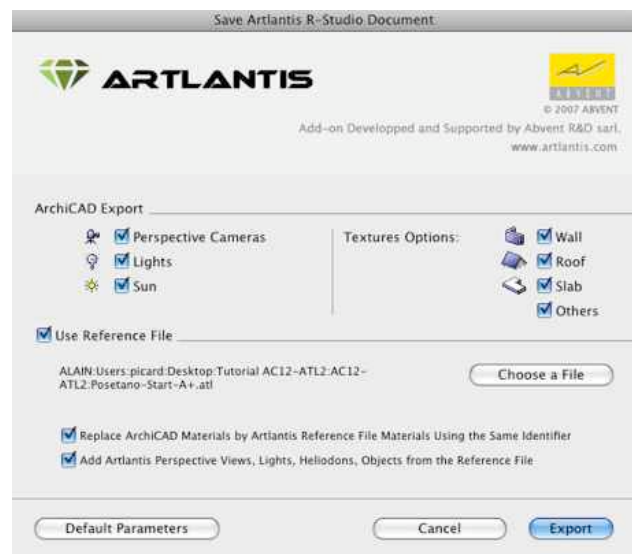 Save Artlantis R-Studio Document
ARTLANTIS
ABVENT
© 2007 ABVENT
Add-on Developped and Supported by Abvent R&D sarl.
www.artlantis.com
ArchiCAD Export
Perspective Cameras
Lights
Sun
Textures Options:
Wall
Roof
Slab
Others
Use Reference File
ALAIN:Users:picard:Desktop:Tutorial AC12-ATL2:AC12-
ATL2:Posetano-Start-A+.atl
Choose a File
Replace ArchiCAD Materials by Artlantis Reference File Materials Using the Same Identifier
Add Artlantis Perspective Views, Lights, Heliodons, Objects from the Reference File
Default Parameters
Cancel
Export